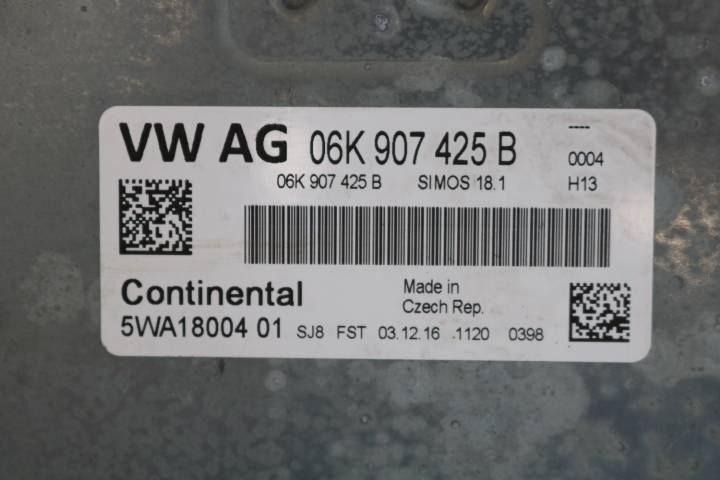 VW AG 06K 907 425 B ----
0004
06K 907 425 B SIMOS 18.1 H13
Continental Made in
Czech Rep.
5WA18004 01 SJ8 FST 03.12.16 1120 0398